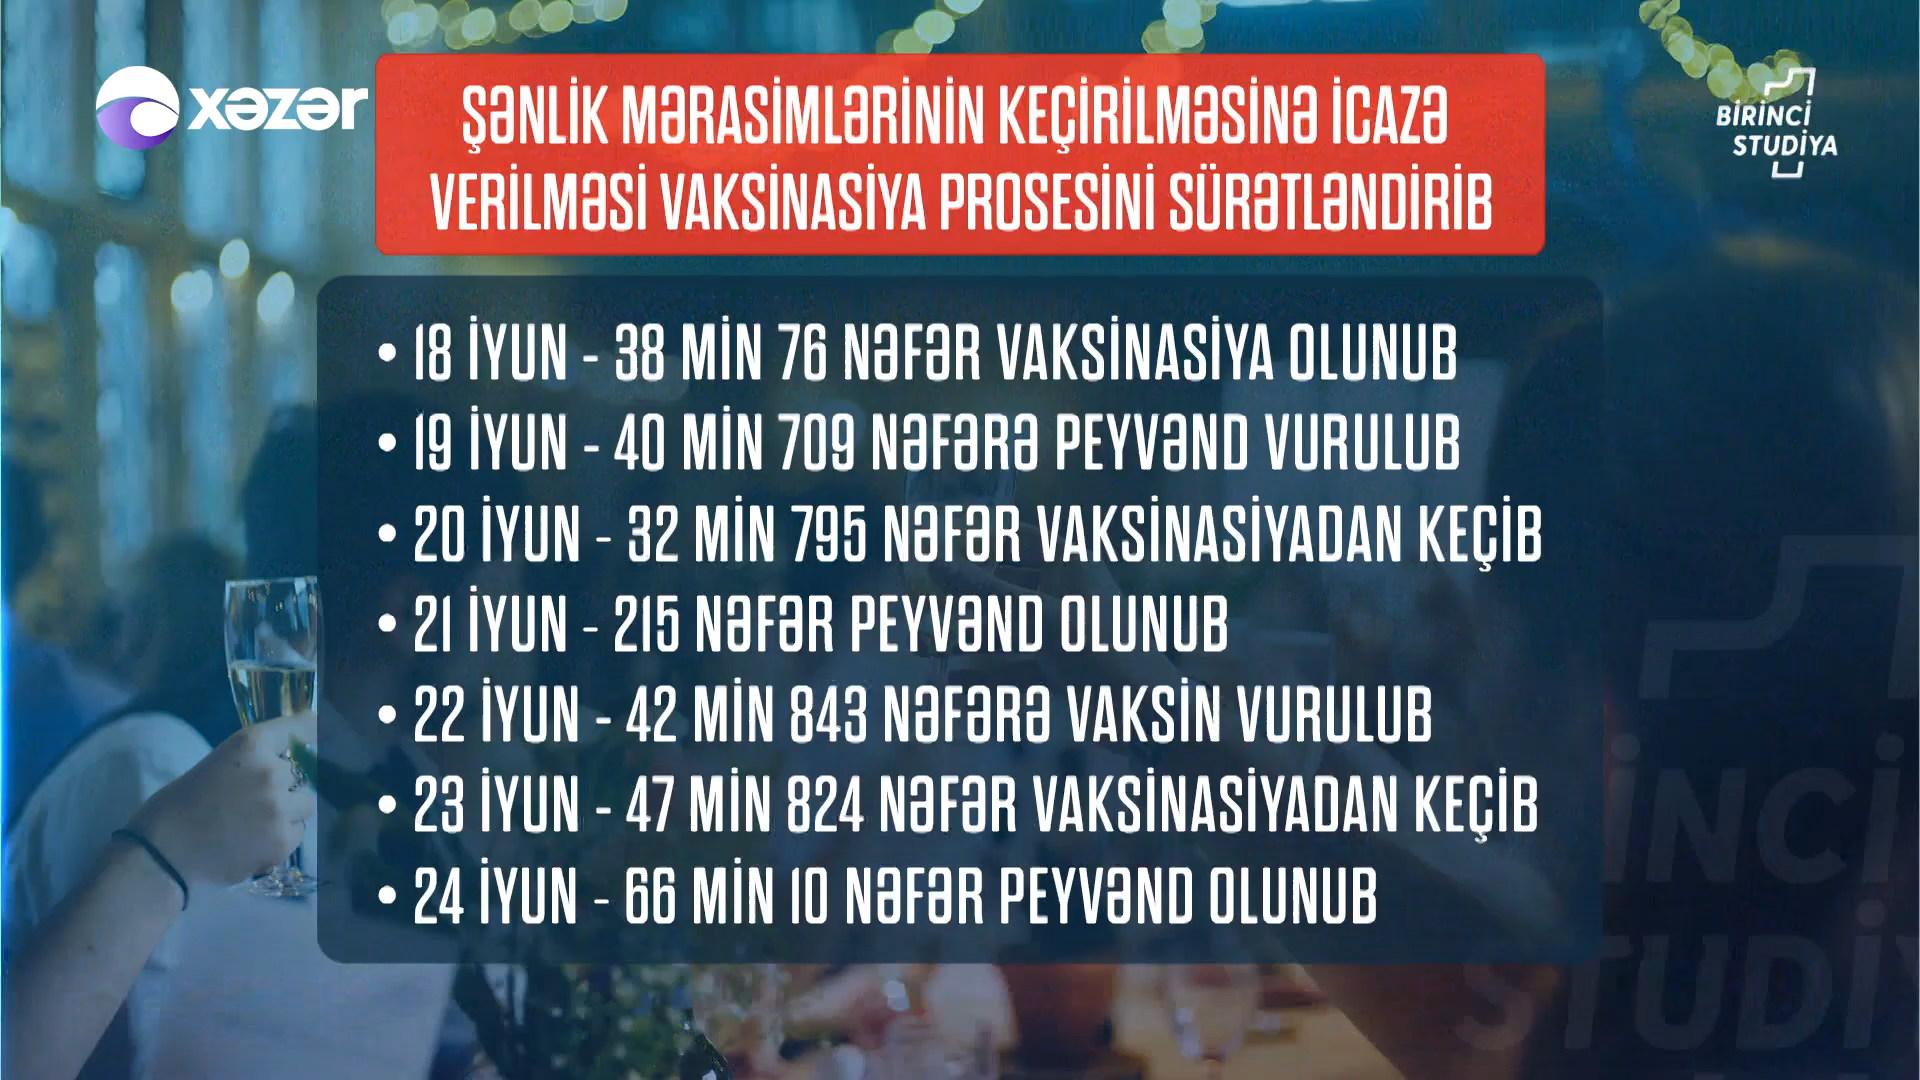 xəzər
ŞƏNLİK MƏRASİMLƏRİNİN KEÇİRİLMƏSİNƏ İCAZƏ
VERİLMƏSİ VAKSİNASİYA PROSESİNİ SÜRƏTLƏNDİRİB
BİRİNCİ
STUDİYA
• 18 İYUN - 38 MİN 76 NƏFƏR VAKSİNASİYA OLUNUB
• 19 İYUN - 40 MİN 709 NƏFƏRƏ PEYVƏND VURULUB
• 20 İYUN - 32 MİN 795 NƏFƏR VAKSİNASİYADAN KEÇİB
• 21 İYUN - 215 NƏFƏR PEYVƏND OLUNUB
• 22 İYUN - 42 MİN 843 NƏFƏRƏ VAKSİN VURULUB
• 23 İYUN - 47 MİN 824 NƏFƏR VAKSİNASİYADAN KEÇİB
• 24 İYUN - 66 MİN 10 NƏFƏR PEYVƏND OLUNUB
İNCİ
STUDİY